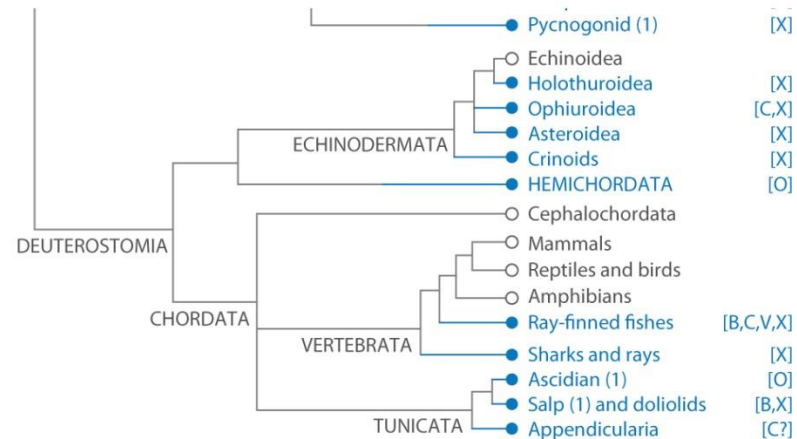 Pycnogonid (1) [X]
Echinoidea
Holothuroidea [X]
Ophiuroidea [C,X]
ECHINODERMATA
Asteroidea [X]
Crinoids [X]
HEMICHORDATA [O]
Cephalochordata
DEUTEROSTOMIA
Mammals
Reptiles and birds
Amphibians
CHORDATA
Ray-finned fishes [B,C,V,X]
VERTEBRATA
Sharks and rays [X]
Ascidian (1) [O]
Salp (1) and doliolids [B,X]
TUNICATA
Appendicularia [C?]